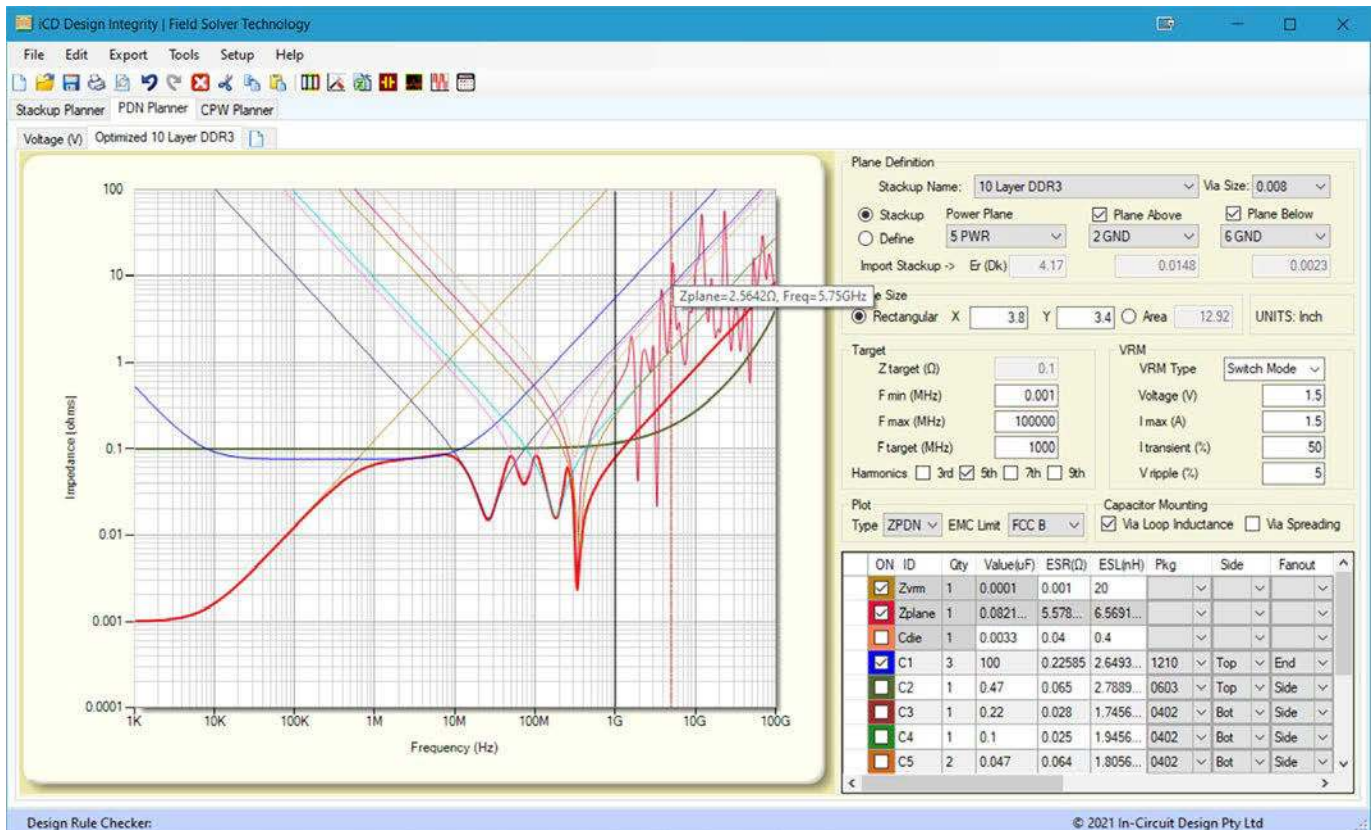 iCD Design Integrity | Field Solver Technology
File Edit Export Tools Setup Help
Stackup Planner PDN Planner CPW Planner
Voltage (V) Optimized 10 Layer DDR3
100
10
1
0.1
0.01
0.001
0.0001
Impedance [ohms]
1K 10K 100K 1M 10M 100M 1G 10G 100G
Frequency (Hz)
Zplane=2.5642Ω, Freq=5.75GHz
Plane Definition
Stackup Name: 10 Layer DDR3 Via Size: 0.008
Stackup Power Plane Plane Above Plane Below
Define 5 PWR 2 GND 6 GND
Import Stackup -> Er (Dk) 4.17 0.0148 0.0023
e Size
Rectangular X 3.8 Y 3.4 Area 12.92 UNITS: Inch
Target
Z target (Ω) 0.1
F min (MHz) 0.001
F max (MHz) 100000
F target (MHz) 1000
Harmonics 3rd 5th 7th 9th
VRM
VRM Type Switch Mode
Voltage (V) 1.5
I max (A) 1.5
I transient (%) 50
V ripple (%) 5
Plot
Type ZPDN EMC Limit FCC B
Capacitor Mounting
Via Loop Inductance Via Spreading
ON ID Qty Value(uF) ESR(Ω) ESL(nH) Pkg Side Fanout
Zvrm 1 0.0001 0.001 20
Zplane 1 0.0821... 5.578... 6.5691...
Cdie 1 0.0033 0.04 0.4
C1 3 100 0.22585 2.6493... 1210 Top End
C2 1 0.47 0.065 2.7889... 0603 Top Side
C3 1 0.22 0.028 1.7456... 0402 Bot Side
C4 1 0.1 0.025 1.9456... 0402 Bot Side
C5 2 0.047 0.064 1.8056... 0402 Bot Side
Design Rule Checker:
© 2021 In-Circuit Design Pty Ltd